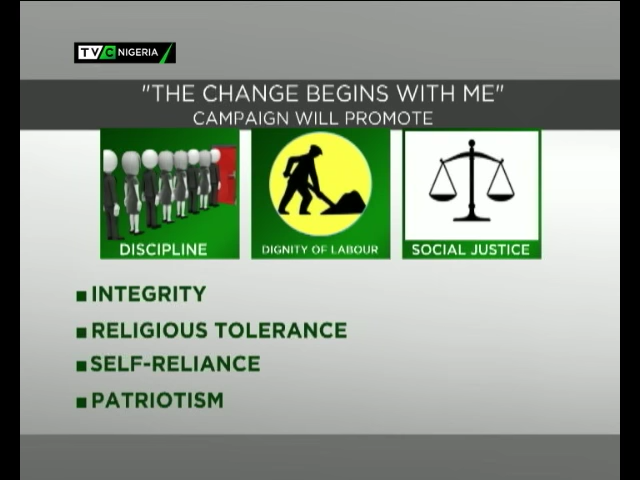 TVC NIGERIA
"THE CHANGE BEGINS WITH ME"
CAMPAIGN WILL PROMOTE
DISCIPLINE
DIGNITY OF LABOUR
SOCIAL JUSTICE
INTEGRITY
RELIGIOUS TOLERANCE
SELF-RELIANCE
PATRIOTISM